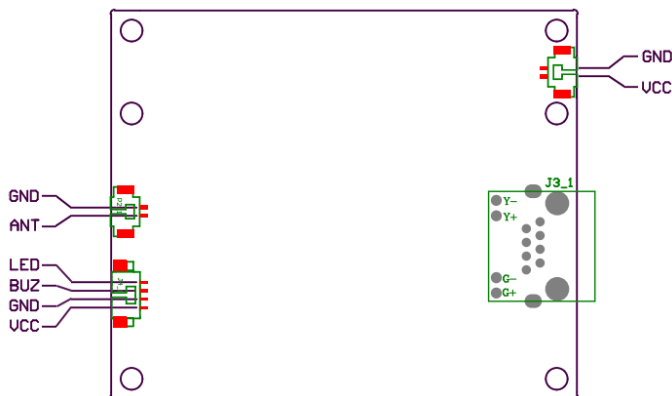 GND
VCC
J3_1
Y-
Y+
G-
G+
GND
ANT
LED
BUZ
GND
VCC